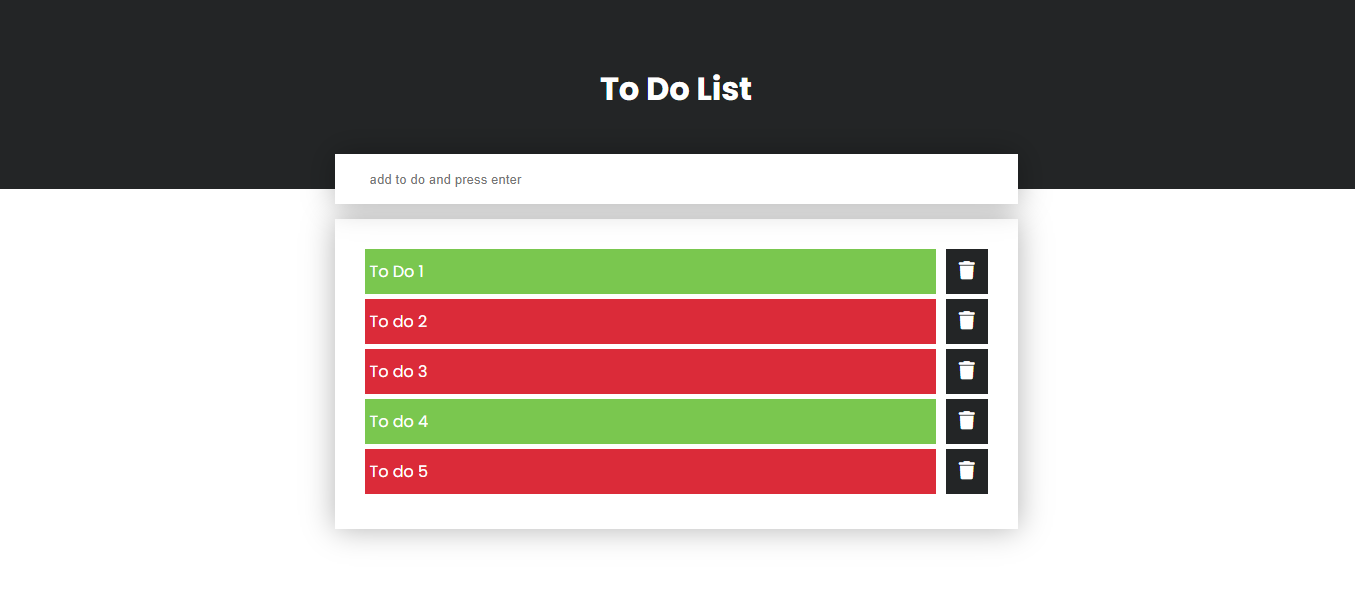 To Do List
add to do and press enter
To Do 1
To do 2
To do 3
To do 4
To do 5